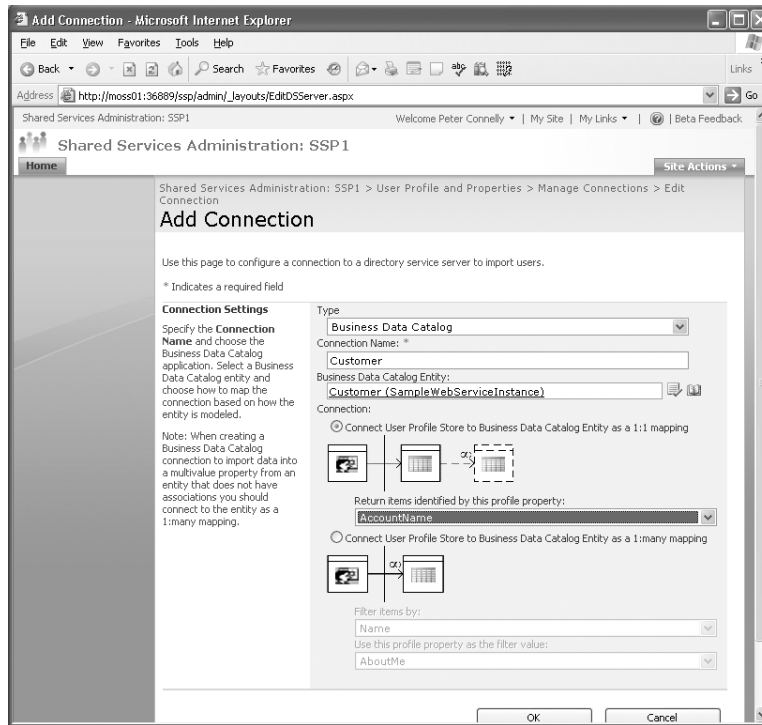 Add Connection - Microsoft Internet Explorer
File Edit View Favorites Tools Help
Back Search Favorites Links
Address http://moss01:36889/ssp/admin/_layouts/EditDSServer.aspx Go
Shared Services Administration: SSP1 Welcome Peter Connelly | My Site | My Links | Beta Feedback
Shared Services Administration: SSP1
Home Site Actions
Shared Services Administration: SSP1 > User Profile and Properties > Manage Connections > Edit
Connection
Add Connection
Use this page to configure a connection to a directory service server to import users.
* Indicates a required field
Connection Settings
Specify the Connection
Name and choose the
Business Data Catalog
application. Select a Business
Data Catalog entity and
choose how to map the
connection based on how the
entity is modeled.
Note: When creating a
Business Data Catalog
connection to import data into
a multivalue property from an
entity that does not have
associations you should
connect to the entity as a
1:many mapping.
Type
Business Data Catalog
Connection Name: *
Customer
Business Data Catalog Entity:
Customer (SampleWebServiceInstance)
Connection:
Connect User Profile Store to Business Data Catalog Entity as a 1:1 mapping
Return items identified by this profile property:
AccountName
Connect User Profile Store to Business Data Catalog Entity as a 1:many mapping
Filter items by:
Name
Use this profile property as the filter value:
AboutMe
OK Cancel